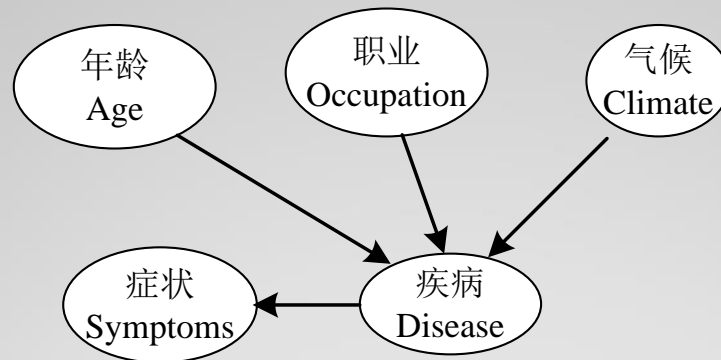 年龄
Age
职业
Occupation
气候
Climate
症状
Symptoms
疾病
Disease